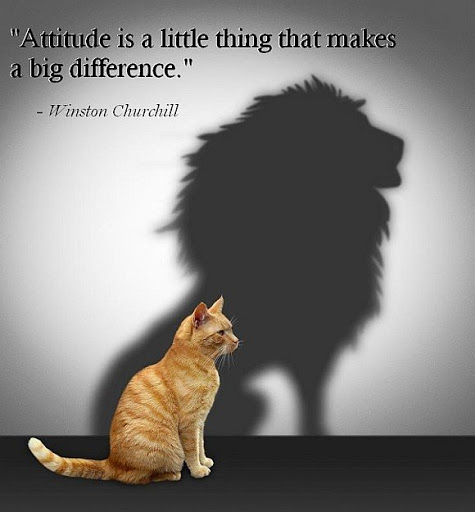 "Attitude is a little thing that makes
a big difference."
- Winston Churchill